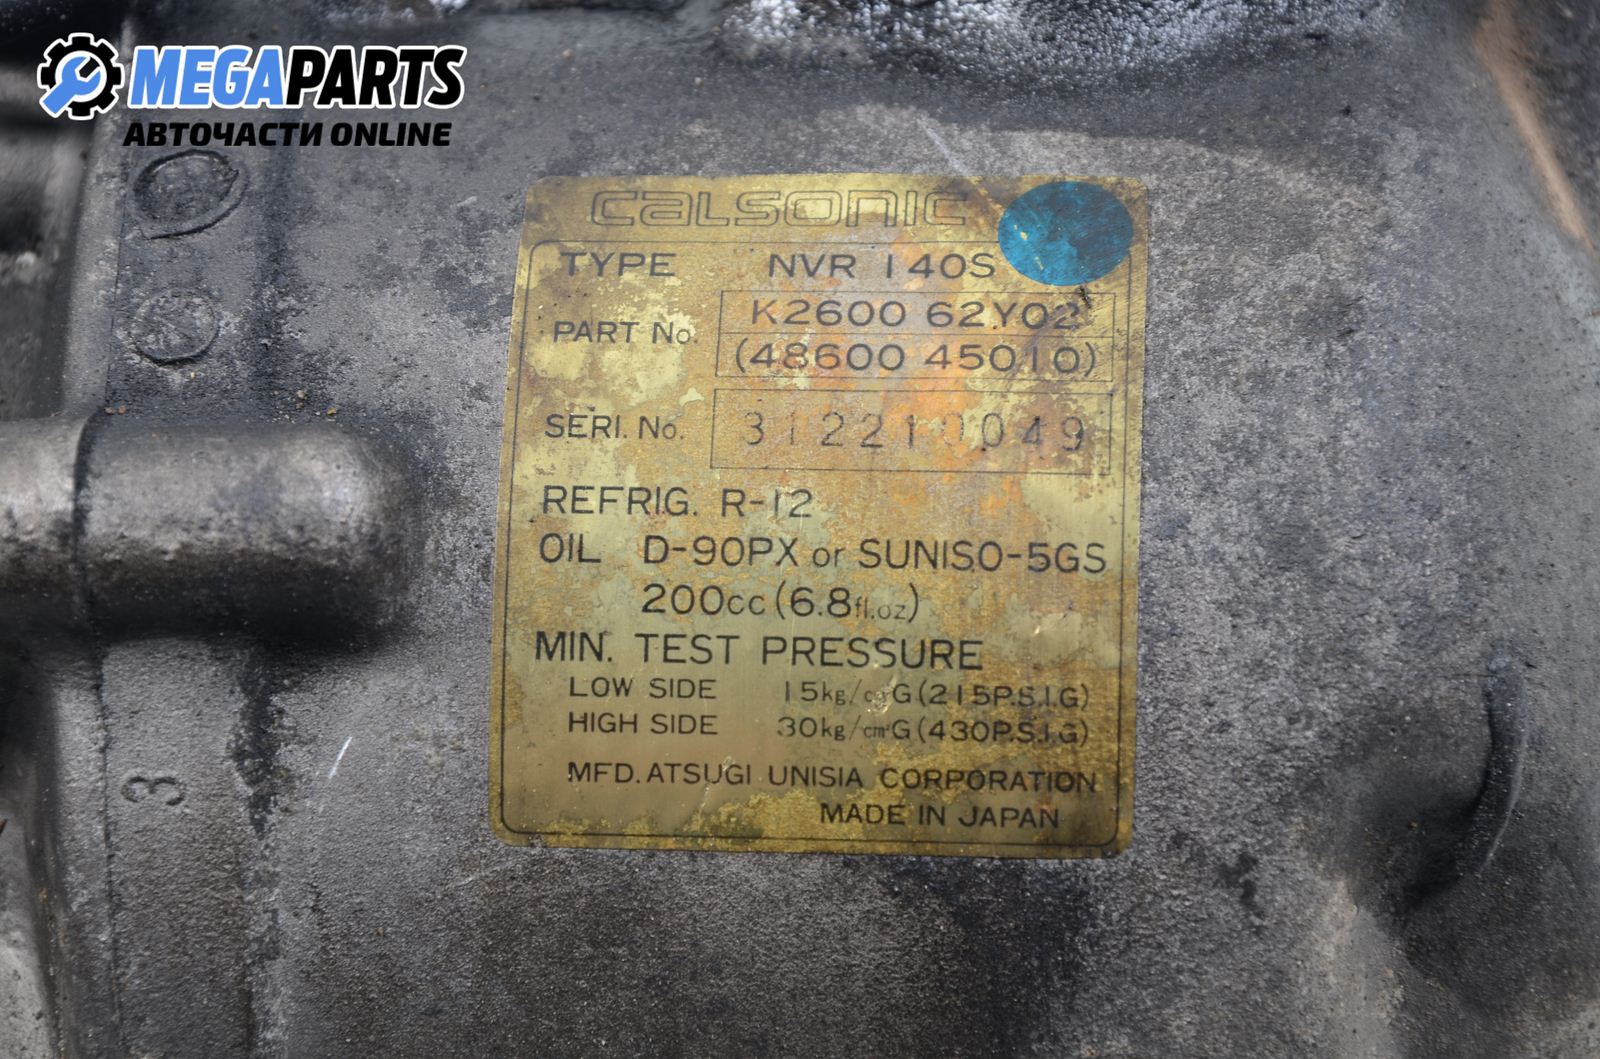 MEGAPARTS
АВТОЧАСТИ ONLINE
calsonic
TYPE NVR 140S
PART No. K2600 62Y02
(48600 45010)
SERI. No. 312210049
REFRIG. R-12
OIL D-90PX or SUNISO-5GS
200cc (6.8fl.oz)
MIN. TEST PRESSURE
LOW SIDE 15kg/cm²G (215P.S.I.G)
HIGH SIDE 30kg/cm²G (430P.S.I.G)
MFD. ATSUGI UNISIA CORPORATION
MADE IN JAPAN
3